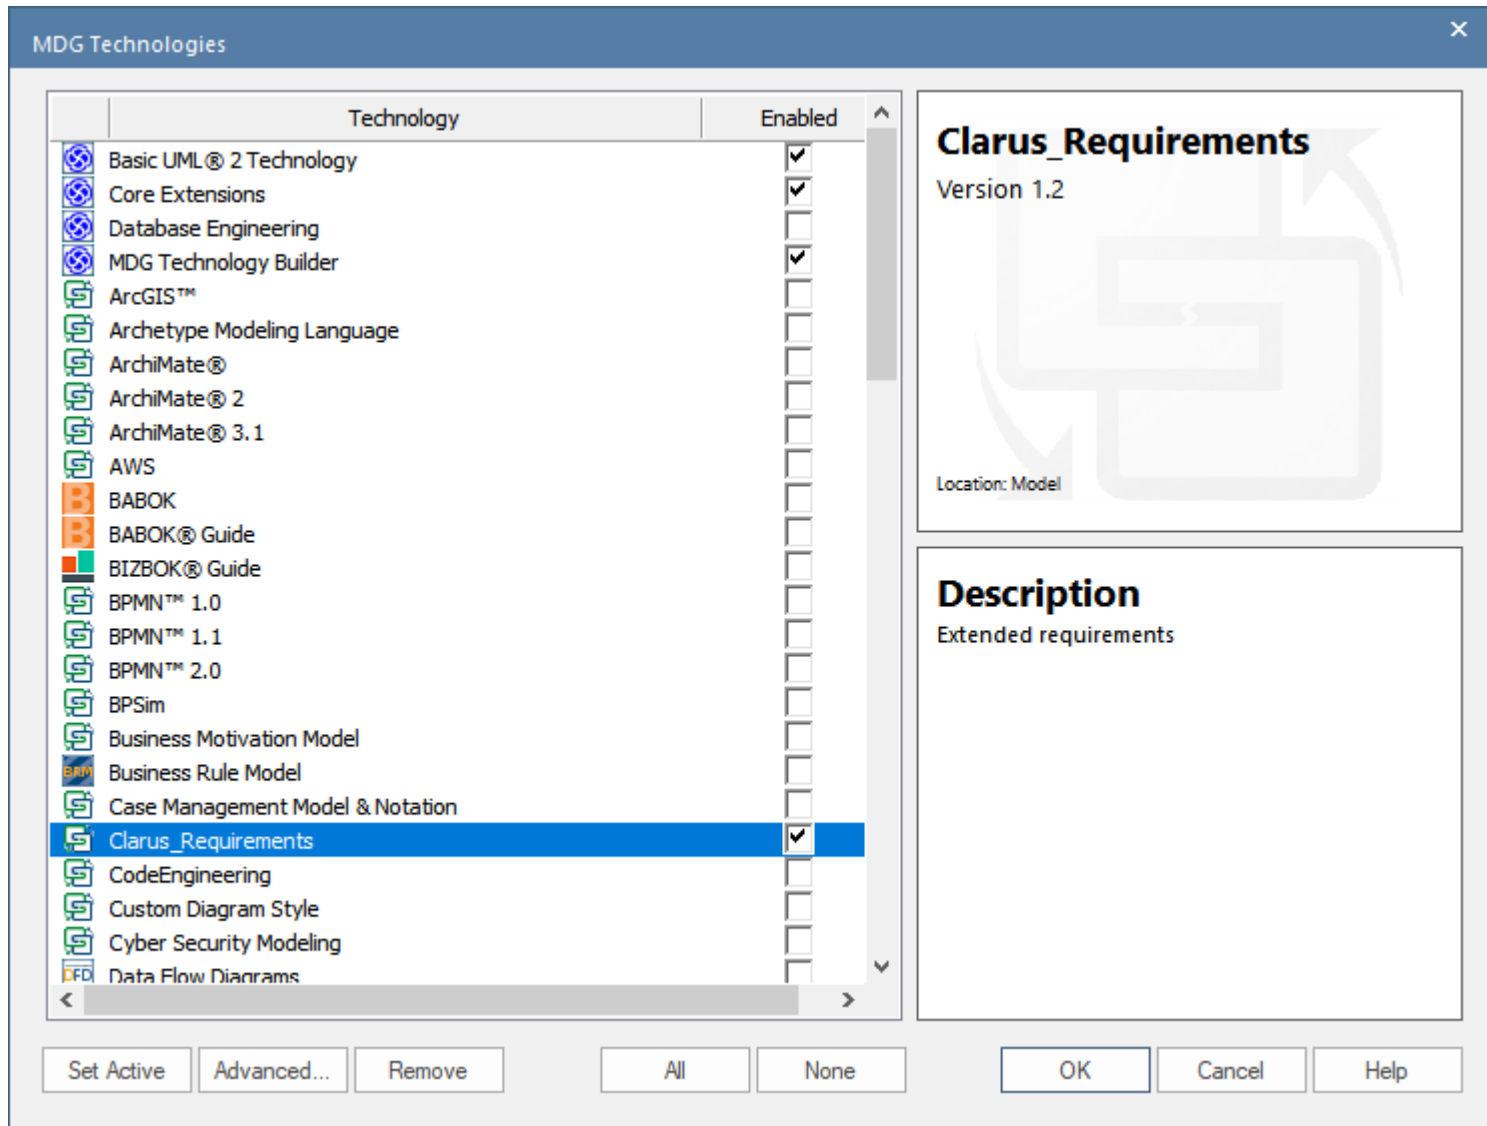 MDG Technologies
Technology Enabled
Basic UML® 2 Technology
Core Extensions
Database Engineering
MDG Technology Builder
ArcGIS™
Archetype Modeling Language
ArchiMate®
ArchiMate® 2
ArchiMate® 3.1
AWS
B BABOK
B BABOK® Guide
BIZBOK® Guide
BPMN™ 1.0
BPMN™ 1.1
BPMN™ 2.0
BPSim
Business Motivation Model
BRM Business Rule Model
Case Management Model & Notation
Clarus_Requirements
CodeEngineering
Custom Diagram Style
Cyber Security Modeling
DFD Data Flow Diagrams
Clarus_Requirements
Version 1.2
Location: Model
Description
Extended requirements
Set Active Advanced... Remove All None OK Cancel Help